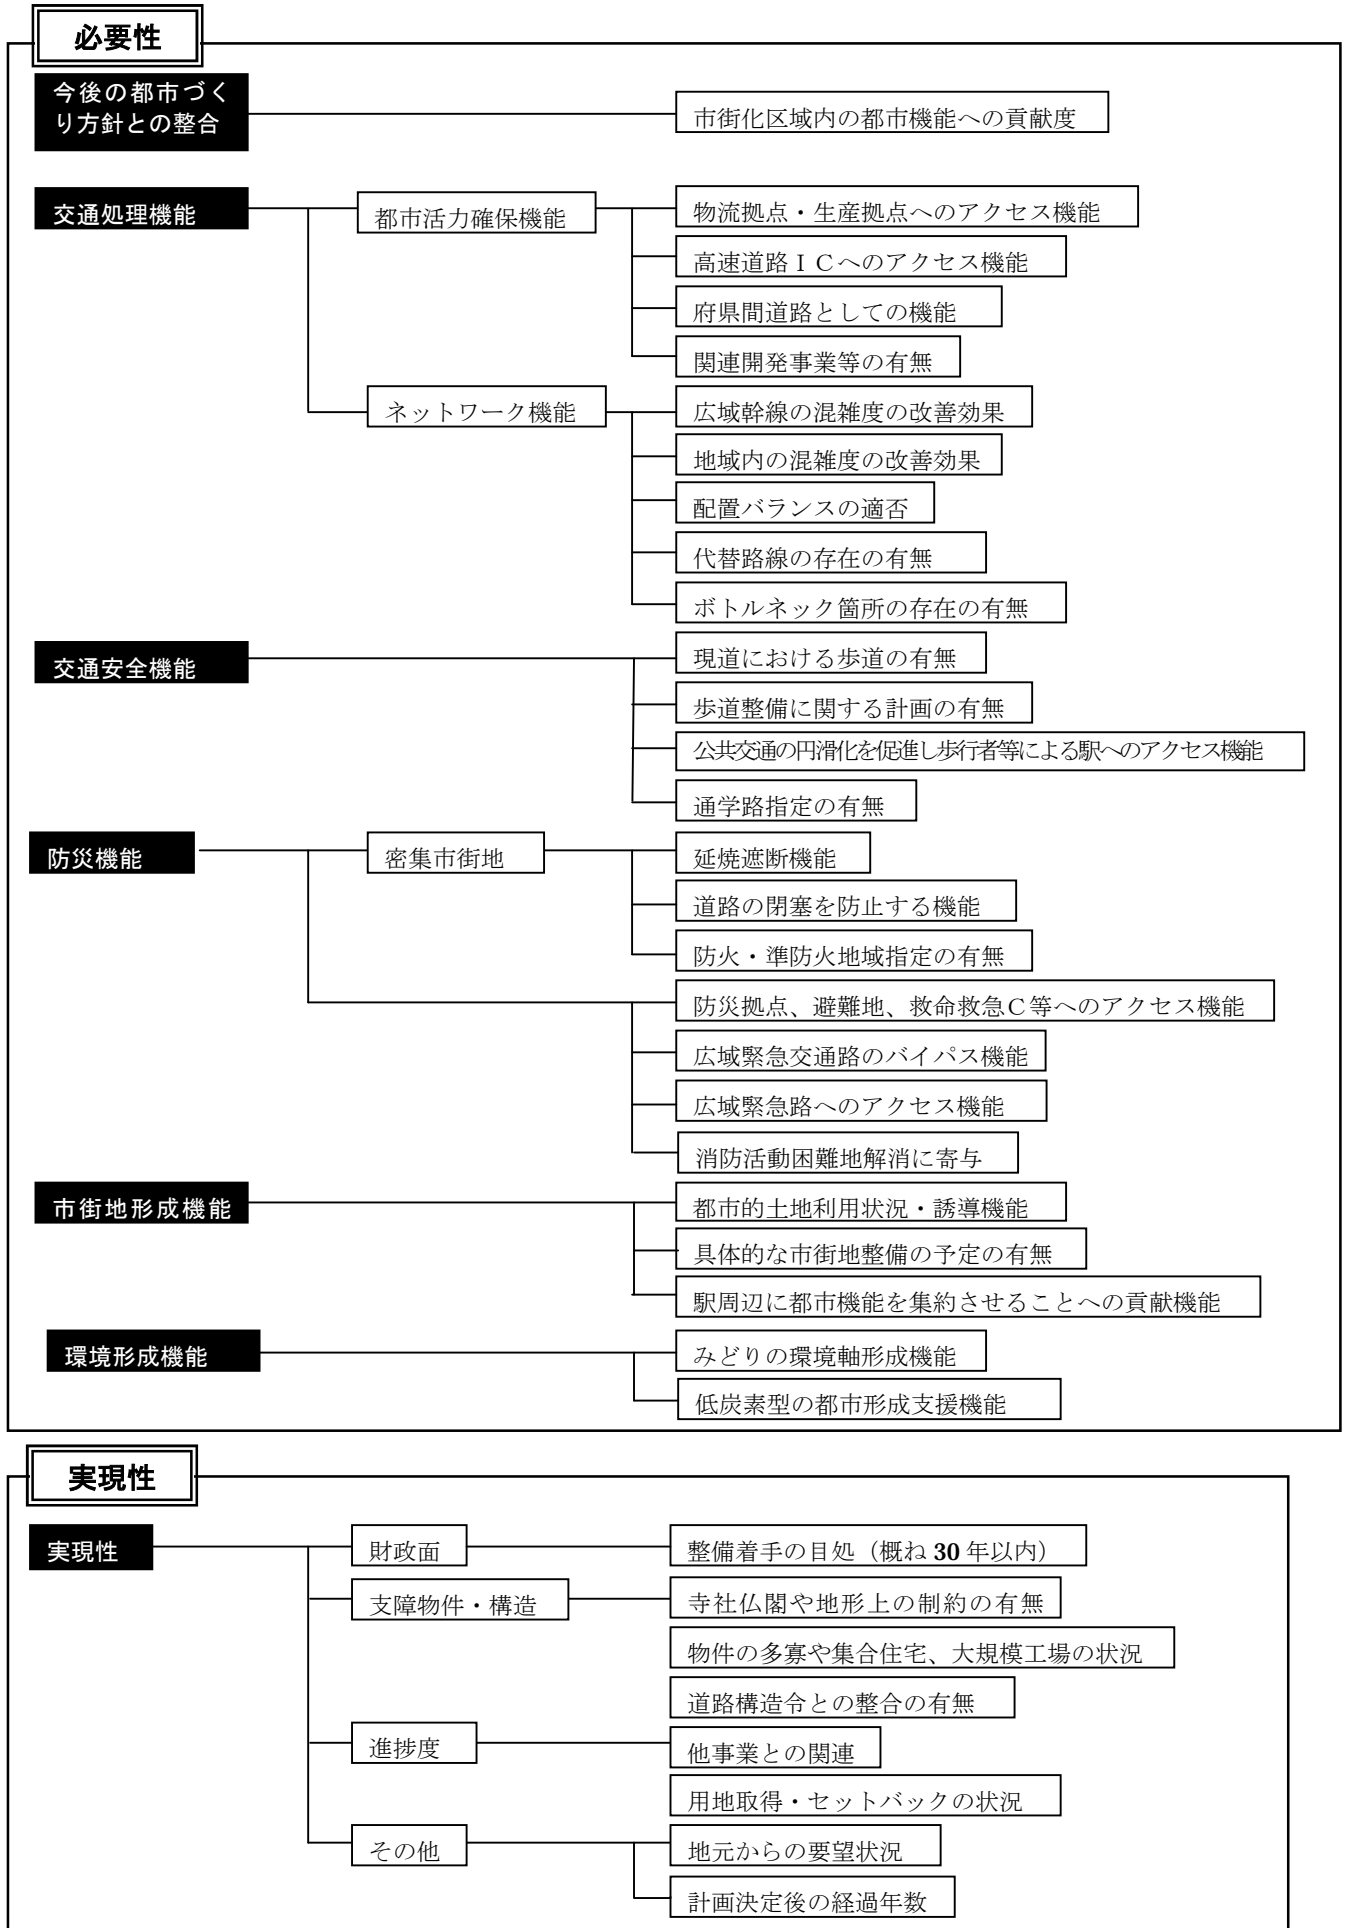 必要性
今後の都市づく
り方針との整合
市街化区域内の都市機能への貢献度
交通処理機能
都市活力確保機能
物流拠点・生産拠点へのアクセス機能
高速道路ＩＣへのアクセス機能
府県間道路としての機能
関連開発事業等の有無
ネットワーク機能
広域幹線の混雑度の改善効果
地域内の混雑度の改善効果
配置バランスの適否
代替路線の存在の有無
ボトルネック箇所の存在の有無
交通安全機能
現道における歩道の有無
歩道整備に関する計画の有無
公共交通の円滑化を促進し歩行者等による駅へのアクセス機能
通学路指定の有無
防災機能
密集市街地
延焼遮断機能
道路の閉塞を防止する機能
防火・準防火地域指定の有無
防災拠点、避難地、救命救急Ｃ等へのアクセス機能
広域緊急交通路のバイパス機能
広域緊急路へのアクセス機能
消防活動困難地解消に寄与
市街地形成機能
都市的土地利用状況・誘導機能
具体的な市街地整備の予定の有無
駅周辺に都市機能を集約させることへの貢献機能
環境形成機能
みどりの環境軸形成機能
低炭素型の都市形成支援機能
実現性
実現性
財政面
整備着手の目処（概ね 30 年以内）
支障物件・構造
寺社仏閣や地形上の制約の有無
物件の多寡や集合住宅、大規模工場の状況
道路構造令との整合の有無
進捗度
他事業との関連
用地取得・セットバックの状況
その他
地元からの要望状況
計画決定後の経過年数